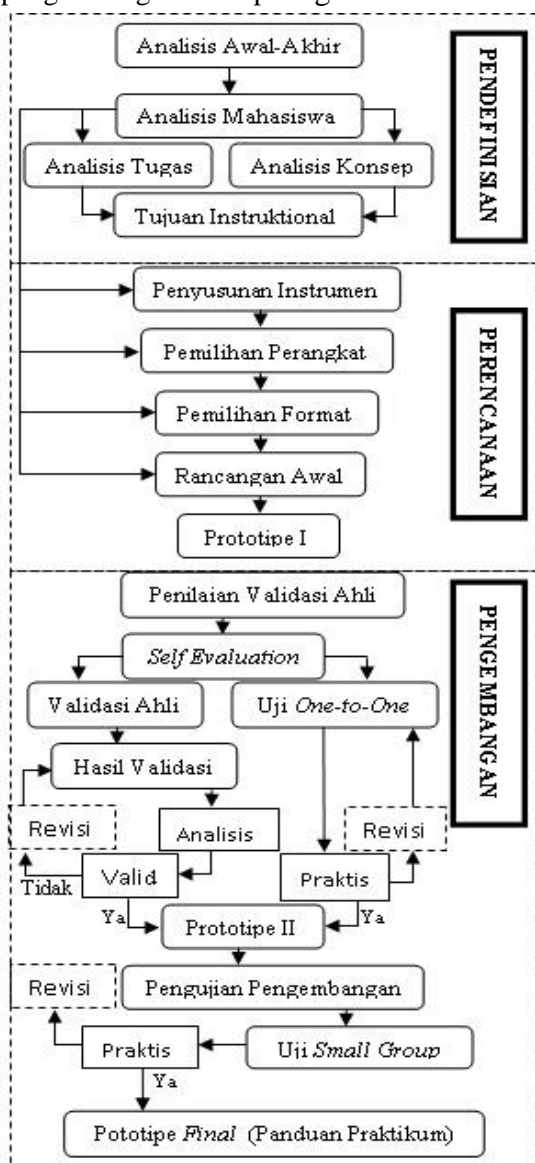 Analisis Awal-Akhir
Analisis Mahasiswa
Analisis Tugas
Analisis Konsep
Tujuan Instruktional
PENDEFINISIAN
Penyusunan Instrumen
Pemilihan Perangkat
Pemilihan Format
Rancangan Awal
Prototipe I
PERENCANAAN
Penilaian Validasi Ahli
Self Evaluation
Validasi Ahli
Uji One-to-One
Hasil Validasi
Revisi
Analisis
Revisi
Tidak
Valid
Praktis
Ya
Ya
Prototipe II
PENGEMBANGAN
Revisi
Pengujian Pengembangan
Praktis
Uji Small Group
Ya
Pototipe Final (Panduan Praktikum)